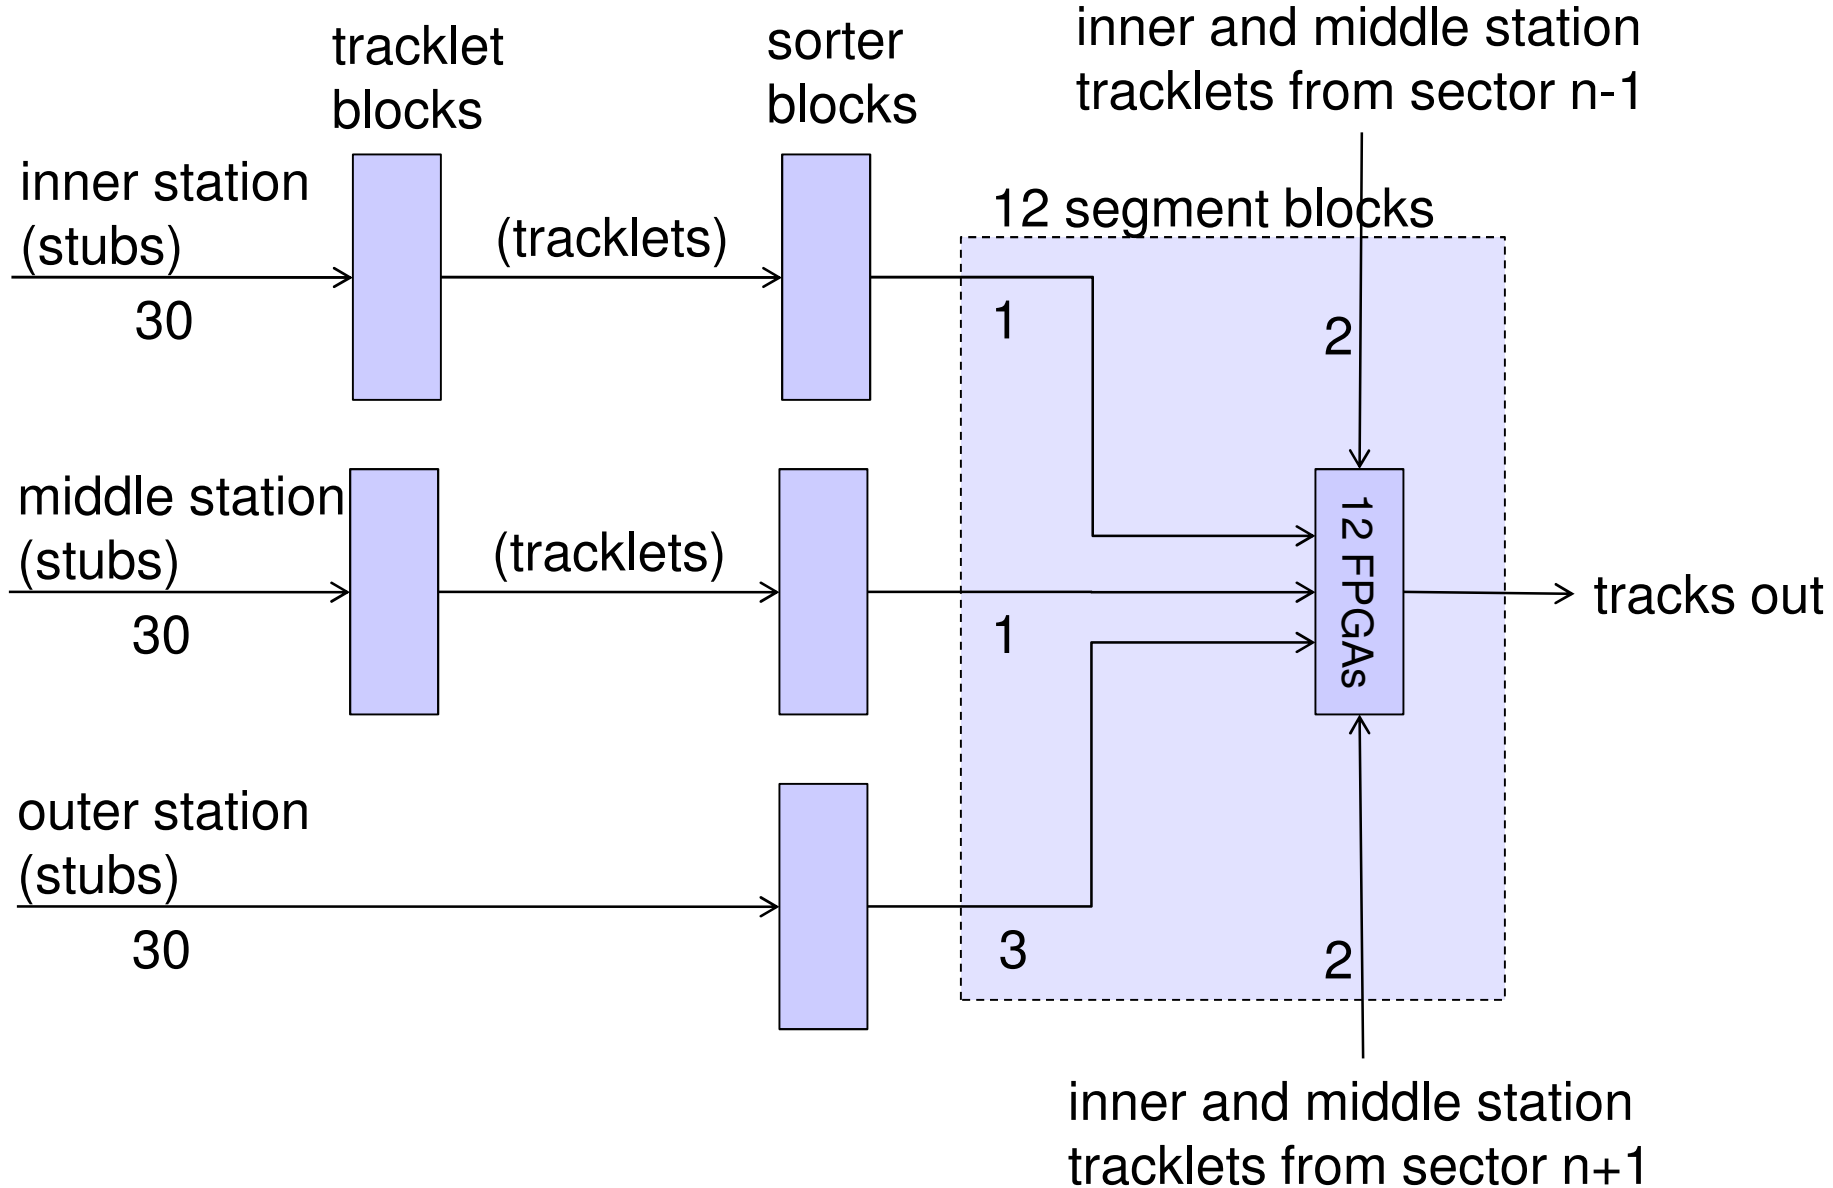 tracklet
blocks
sorter
blocks
inner and middle station
tracklets from sector n-1
inner station
(stubs)
30
(tracklets)
12 segment blocks
1
2
middle station
(stubs)
30
(tracklets)
1
12 FPGAs
tracks out
outer station
(stubs)
30
3
2
inner and middle station
tracklets from sector n+1